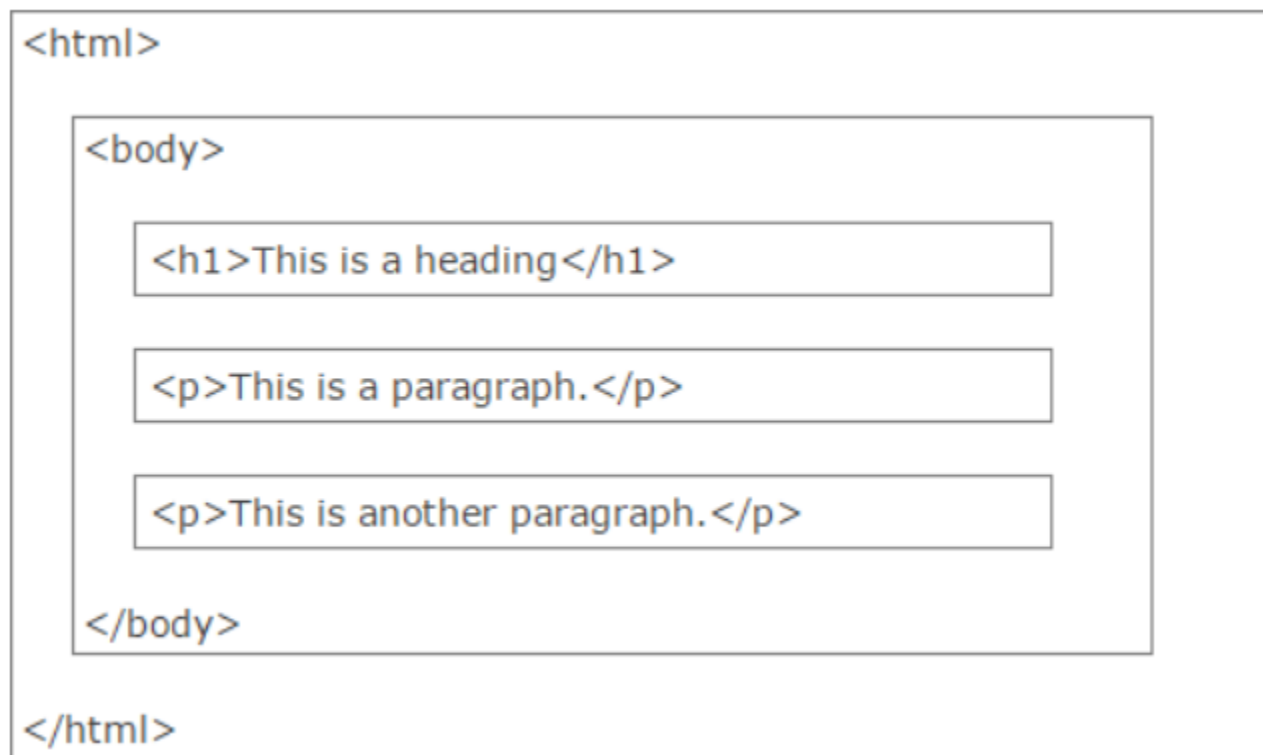 <html>
<body>
<h1>This is a heading</h1>
<p>This is a paragraph.</p>
<p>This is another paragraph.</p>
</body>
</html>